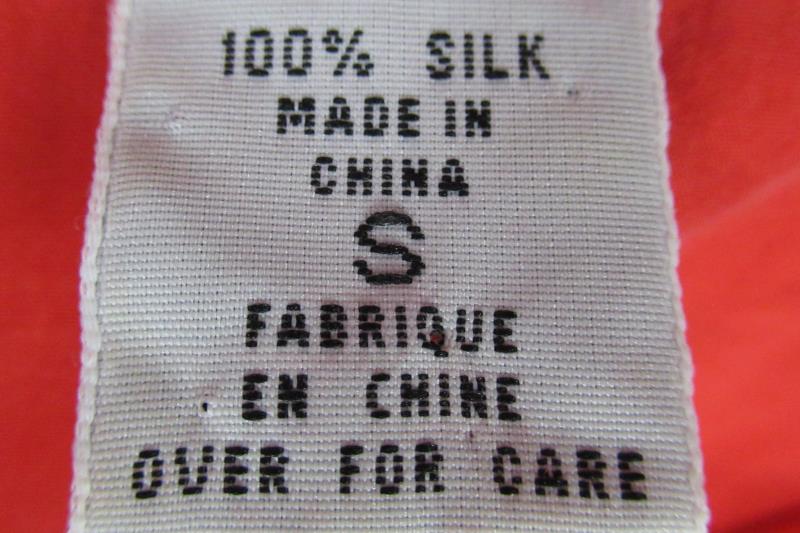 100% SILK
MADE IN
CHINA
S
FABRIQUE
EN CHINE
OVER FOR CARE